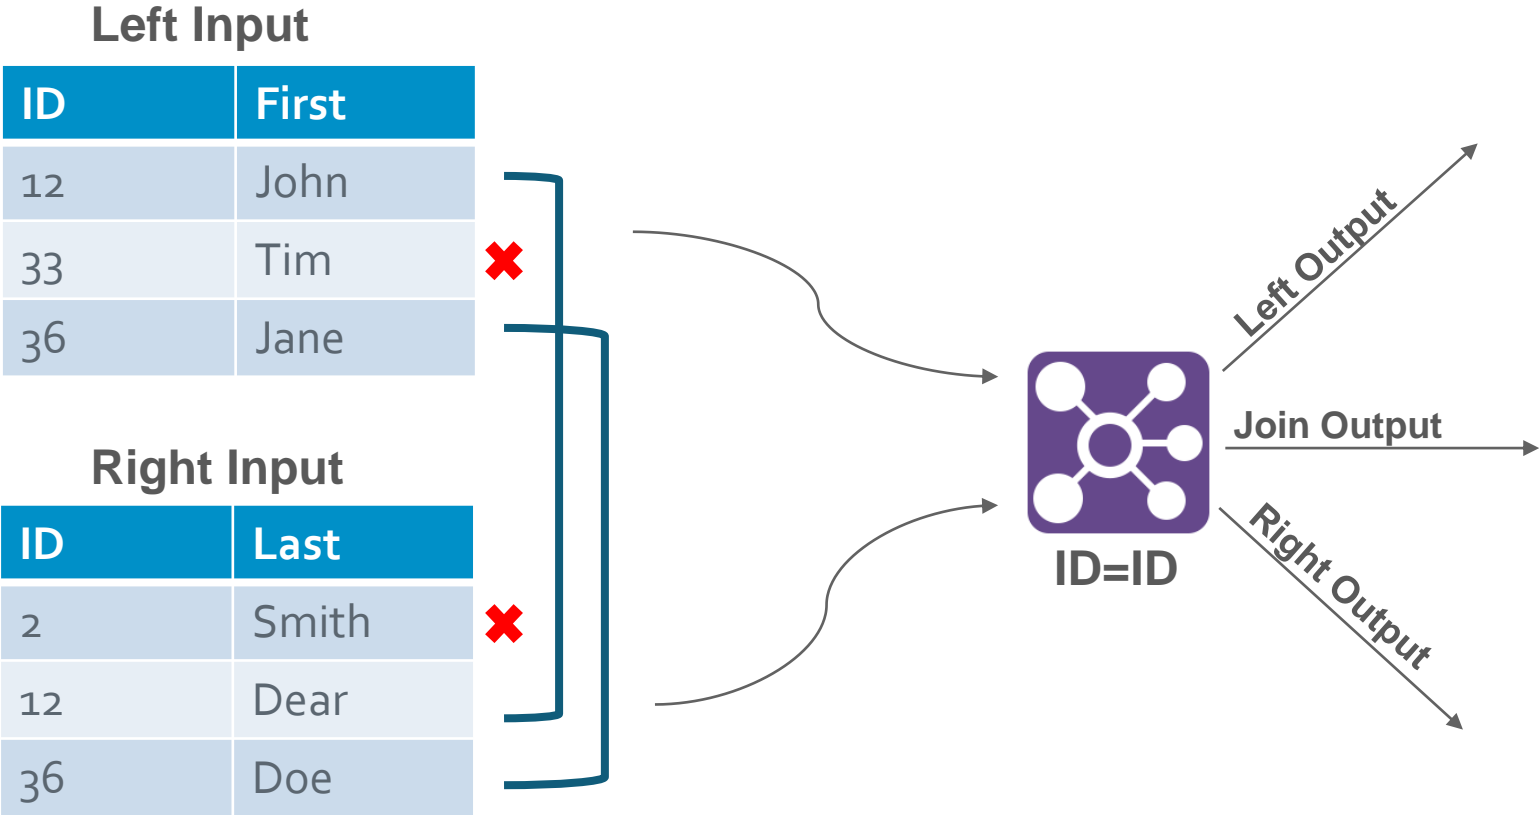 Left Input
ID First
12 John
33 Tim
36 Jane
Right Input
ID Last
2 Smith
12 Dear
36 Doe
ID=ID
Left Output
Join Output
Right Output